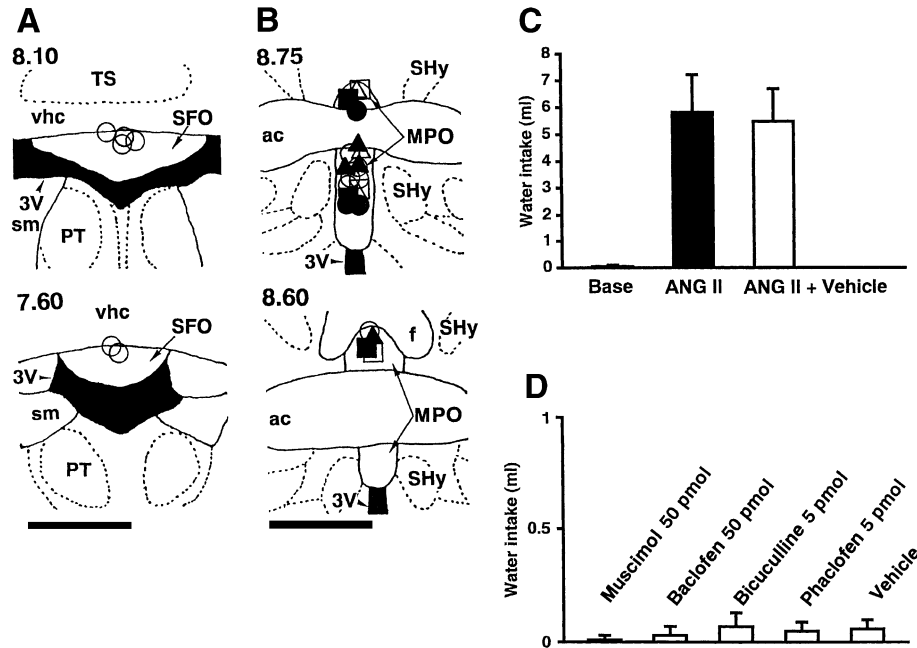 A
8.10
TS
vhc
SFO
3V
sm
PT
7.60
vhc
SFO
3V
sm
PT
B
8.75
SHy
ac
MPO
SHy
3V
8.60
f
SHy
ac
MPO
SHy
3V
C
Water intake (ml)
8
7
6
5
4
3
2
1
0
Base
ANG II
ANG II + Vehicle
D
Water intake (ml)
1
0.5
0
Muscimol 50 pmol
Baclofen 50 pmol
Bicuculline 5 pmol
Phaclofen 5 pmol
Vehicle